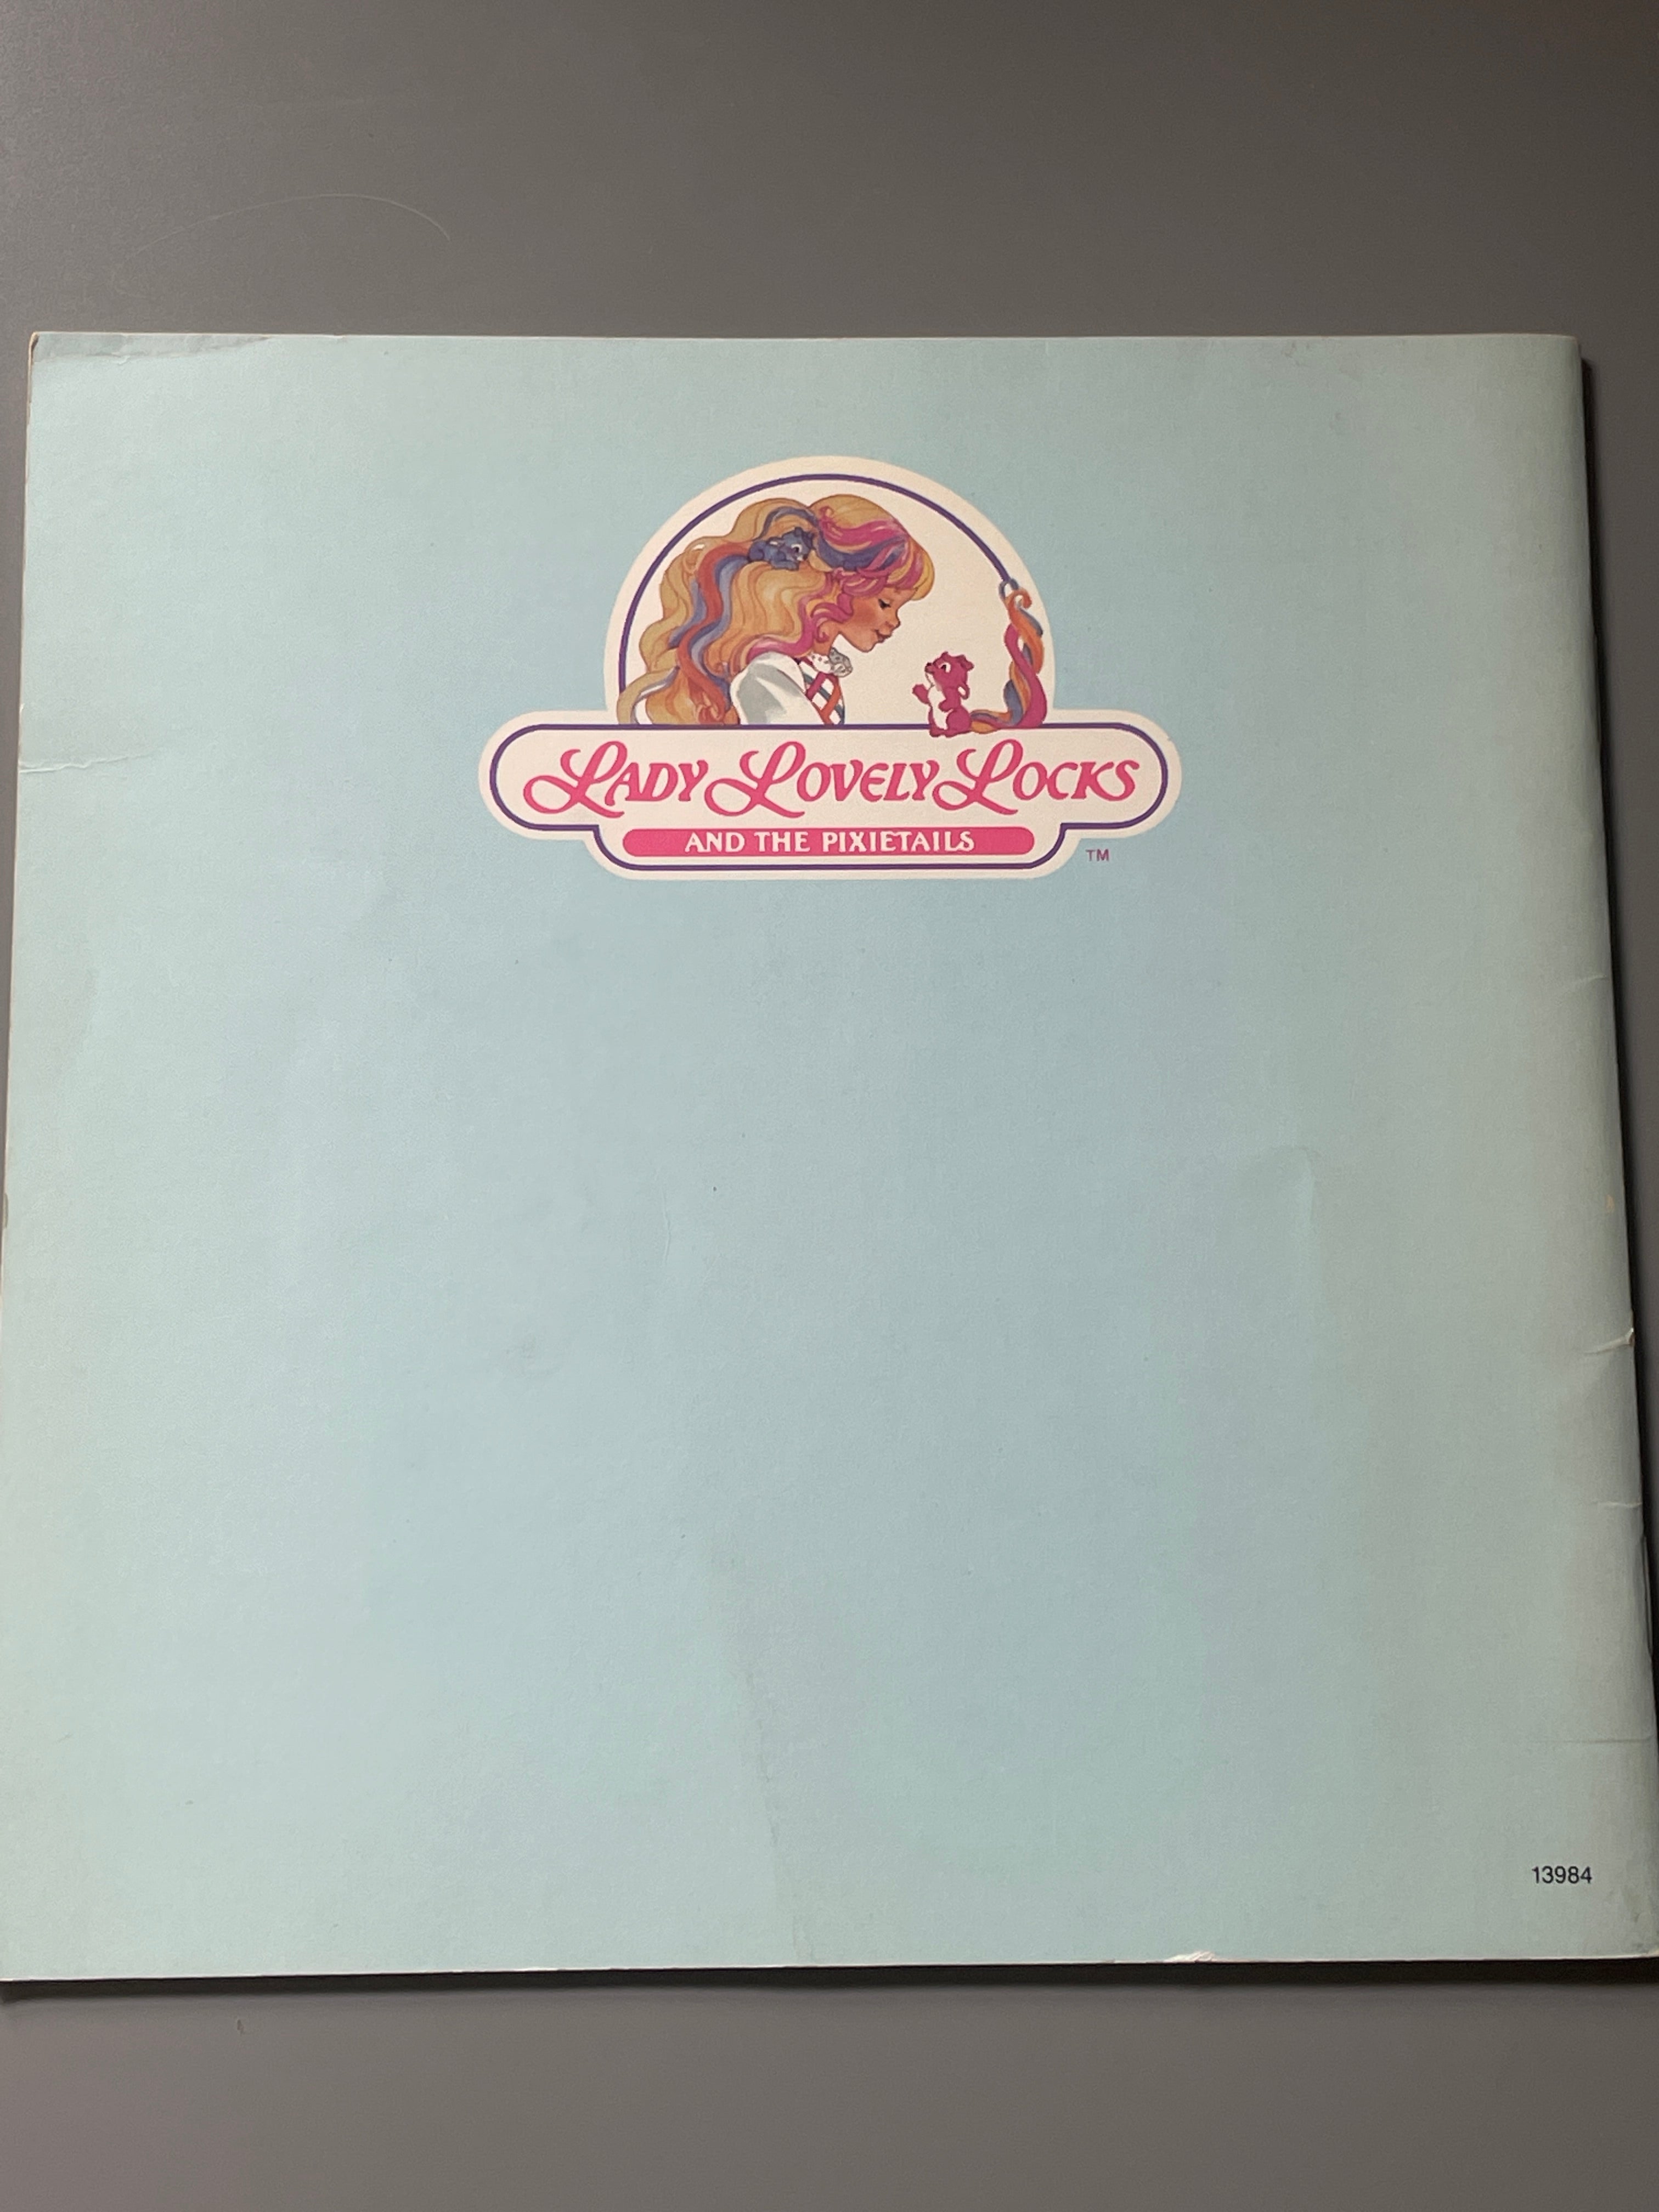 LADY LOVELY LOCKS
AND THE PIXIETAILS
TM
13984